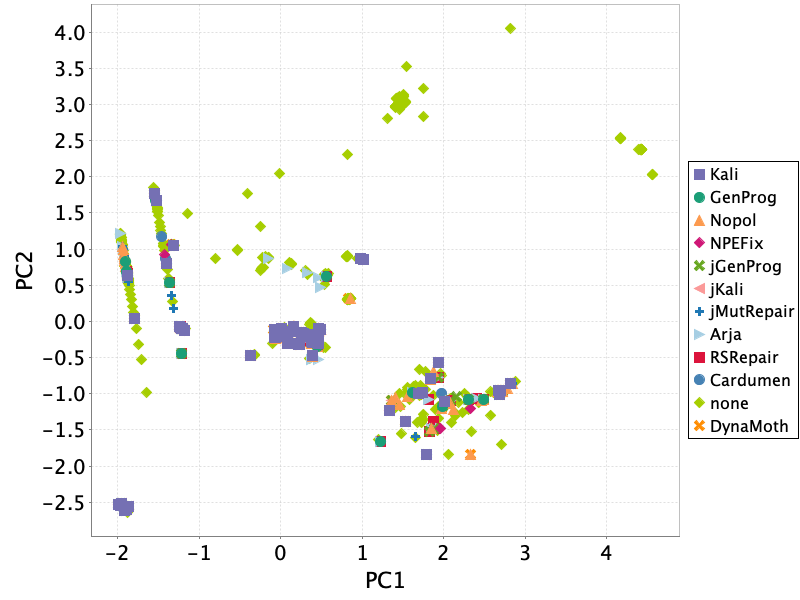 4.0
3.5
3.0
2.5
2.0
1.5
1.0
0.5
0.0
-0.5
-1.0
-1.5
-2.0
-2.5
PC2
-2
-1
0
1
2
3
4
PC1
Kali
GenProg
Nopol
NPEFix
jGenProg
jKali
jMutRepair
Arja
RSRepair
Cardumen
none
DynaMoth